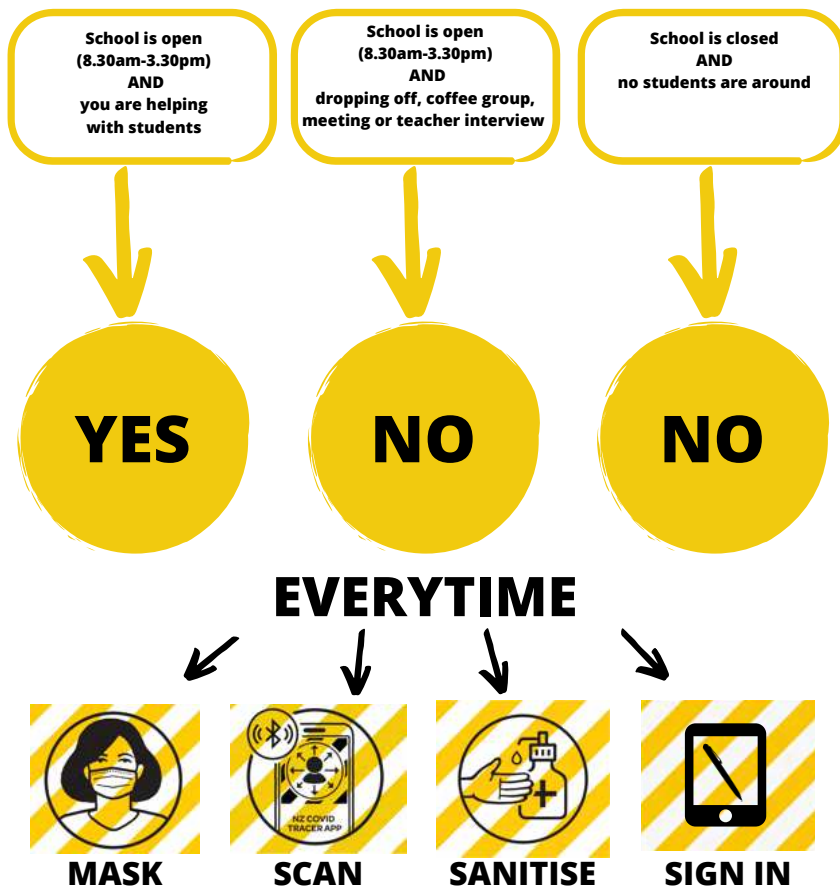 School is open
(8.30am-3.30pm)
AND
you are helping
with students
School is open
(8.30am-3.30pm)
AND
dropping off, coffee group,
meeting or teacher interview
School is closed
AND
no students are around
YES
NO
NO
EVERYTIME
NZ COVID
TRACER APP
MASK
SCAN
SANITISE
SIGN IN